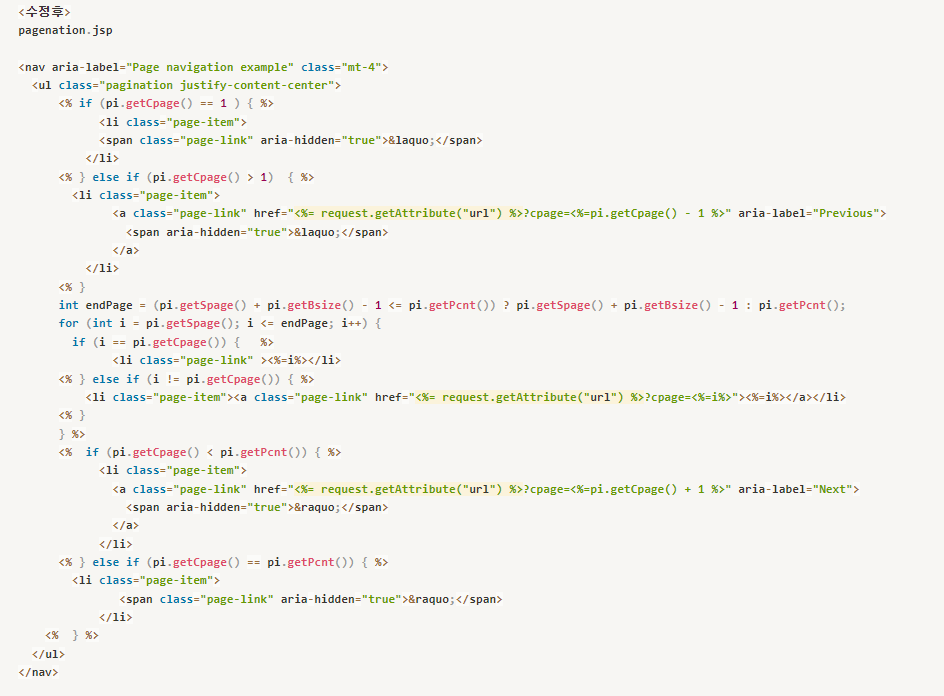 <수정후>
pagenation.jsp
<nav aria-label="Page navigation example" class="mt-4">
<ul class="pagination justify-content-center">
<% if (pi.getCpage() == 1 ) { %>
<li class="page-item">
<span class="page-link" aria-hidden="true">&laquo;</span>
</li>
<% } else if (pi.getCpage() > 1)  { %>
<li class="page-item">
<a class="page-link" href="<%= request.getAttribute("url") %>?cpage=<%=pi.getCpage() - 1 %>" aria-label="Previous">
<span aria-hidden="true">&laquo;</span>
</a>
</li>
<% }
int endPage = (pi.getSpage() + pi.getBsize() - 1 <= pi.getPcnt()) ? pi.getSpage() + pi.getBsize() - 1 : pi.getPcnt();
for (int i = pi.getSpage(); i <= endPage; i++) {
if (i == pi.getCpage()) {   %>
<li class="page-link" ><%=i%></li>
<% } else if (i != pi.getCpage()) { %>
<li class="page-item"><a class="page-link" href="<%= request.getAttribute("url") %>?cpage=<%=i%>"><%=i%></a></li>
<% }
} %>
<%  if (pi.getCpage() < pi.getPcnt()) { %>
<li class="page-item">
<a class="page-link" href="<%= request.getAttribute("url") %>?cpage=<%=pi.getCpage() + 1 %>" aria-label="Next">
<span aria-hidden="true">&raquo;</span>
</a>
</li>
<% } else if (pi.getCpage() == pi.getPcnt()) { %>
<li class="page-item">
<span class="page-link" aria-hidden="true">&raquo;</span>
</li>
<%  } %>
</ul>
</nav>